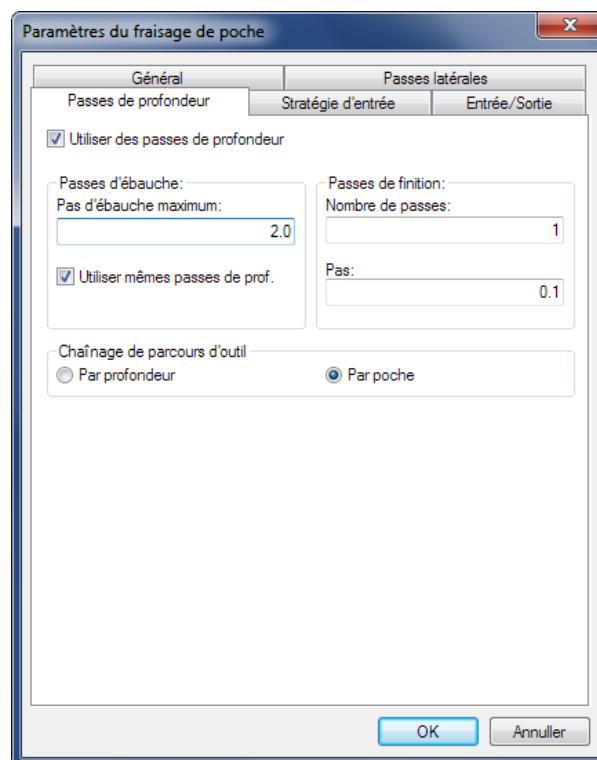 Paramètres du fraisage de poche
Général
Passes latérales
Passes de profondeur
Stratégie d'entrée
Entrée/Sortie
Utiliser des passes de profondeur
Passes d'ébauche:
Pas d'ébauche maximum:
2.0
Utiliser mêmes passes de prof.
Passes de finition:
Nombre de passes:
1
Pas:
0.1
Chaînage de parcours d'outil
Par profondeur
Par poche
OK
Annuller